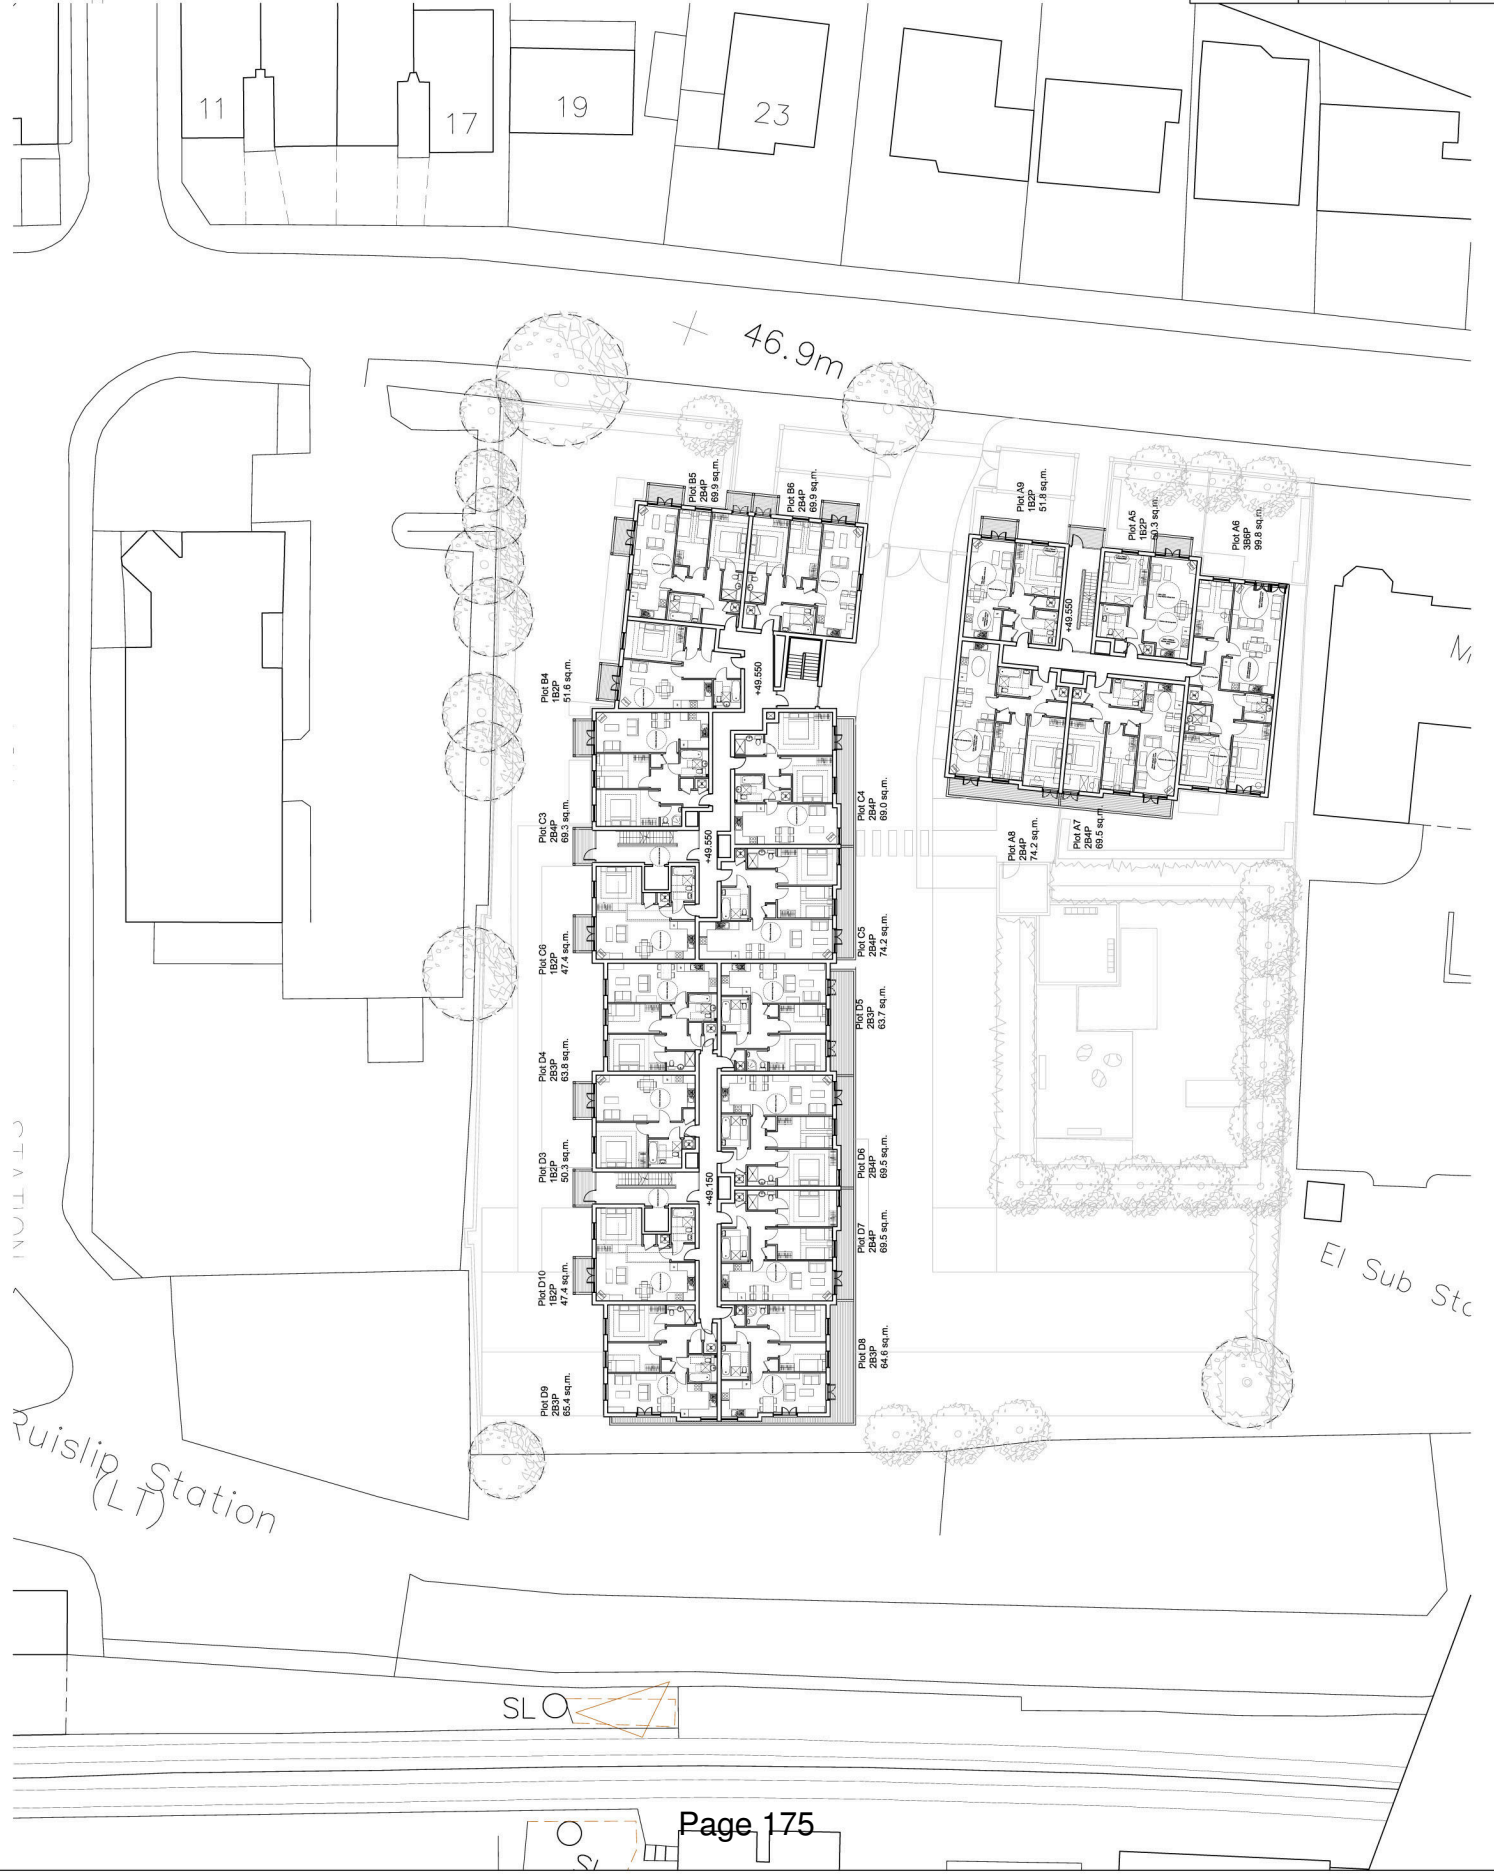 11
17
19
23
46.9m
Plot B5
2B4P
69.9 sq.m.
Plot B6
2B4P
69.9 sq.m.
Plot A9
1B2P
51.8 sq.m.
Plot A5
1B2P
50.3 sq.m.
Plot A6
3B6P
99.8 sq.m.
+49.550
Plot B4
1B2P
51.6 sq.m.
+49.550
Plot C3
2B4P
69.3 sq.m.
+49.550
Plot C4
2B4P
69.0 sq.m.
Plot A8
2B4P
74.2 sq.m.
Plot A7
2B4P
69.5 sq.m.
Plot C6
1B2P
47.4 sq.m.
Plot C5
2B4P
74.2 sq.m.
Plot D4
2B3P
63.8 sq.m.
Plot D5
2B3P
63.7 sq.m.
Plot D3
1B2P
50.3 sq.m.
+49.150
Plot D6
2B4P
69.5 sq.m.
Plot D7
2B4P
69.5 sq.m.
Plot D10
1B2P
47.4 sq.m.
Plot D8
2B3P
64.6 sq.m.
Plot D9
2B3P
65.4 sq.m.
STATION
El Sub Sta
Ruislip Station
(LT)
SL
Page 175
SL